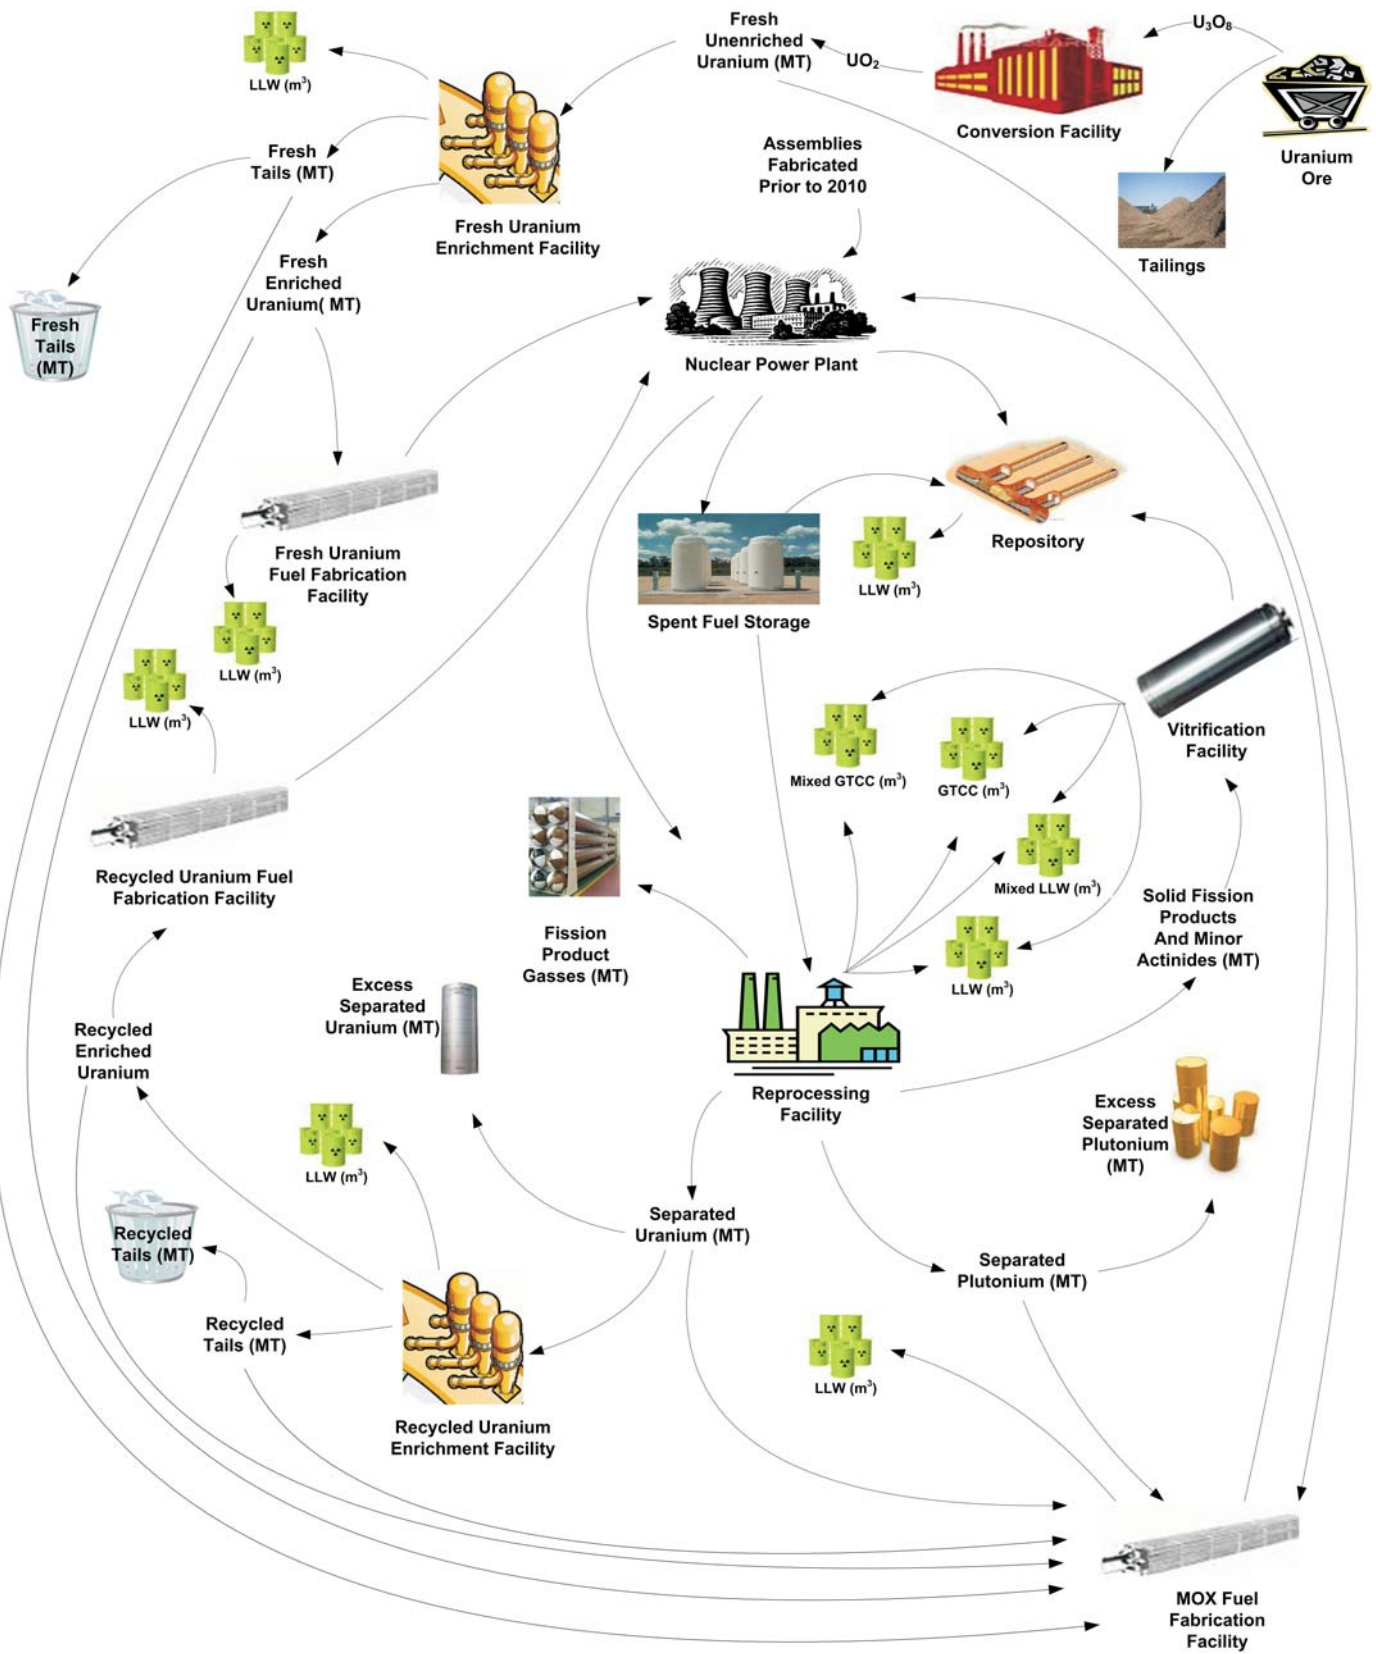 LLW (m³)
Fresh
Unenriched
Uranium (MT)
UO₂
U₃O₈
Conversion Facility
Uranium
Ore
Tailings
Assemblies
Fabricated
Prior to 2010
Fresh
Tails (MT)
Fresh Uranium
Enrichment Facility
Fresh
Enriched
Uranium( MT)
Fresh
Tails
(MT)
Nuclear Power Plant
Fresh Uranium
Fuel Fabrication
Facility
LLW (m³)
LLW (m³)
Spent Fuel Storage
LLW (m³)
Repository
Vitrification
Facility
Mixed GTCC (m³)
GTCC (m³)
Mixed LLW (m³)
LLW (m³)
Solid Fission
Products
And Minor
Actinides (MT)
Recycled Uranium Fuel
Fabrication Facility
Fission
Product
Gasses (MT)
Excess
Separated
Uranium (MT)
Recycled
Enriched
Uranium
Reprocessing
Facility
Excess
Separated
Plutonium
(MT)
LLW (m³)
Recycled
Tails (MT)
Separated
Uranium (MT)
Separated
Plutonium (MT)
Recycled
Tails (MT)
LLW (m³)
Recycled Uranium
Enrichment Facility
MOX Fuel
Fabrication
Facility